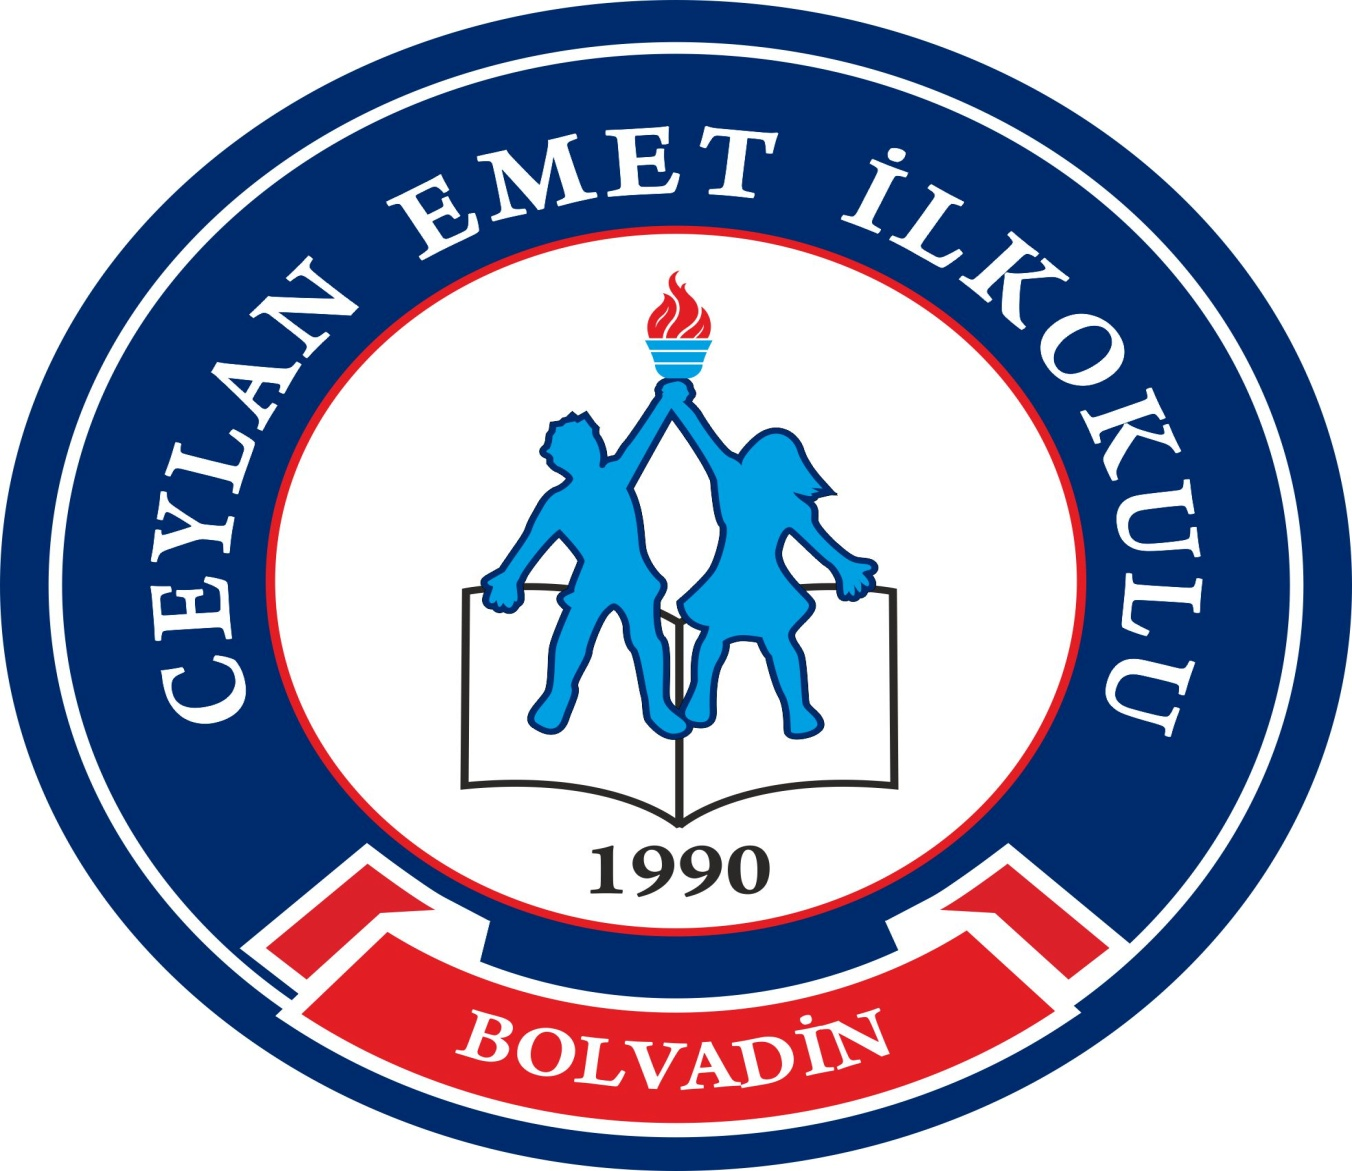 CEYLAN EMET İLKOKULU
1990
BOLVADİN